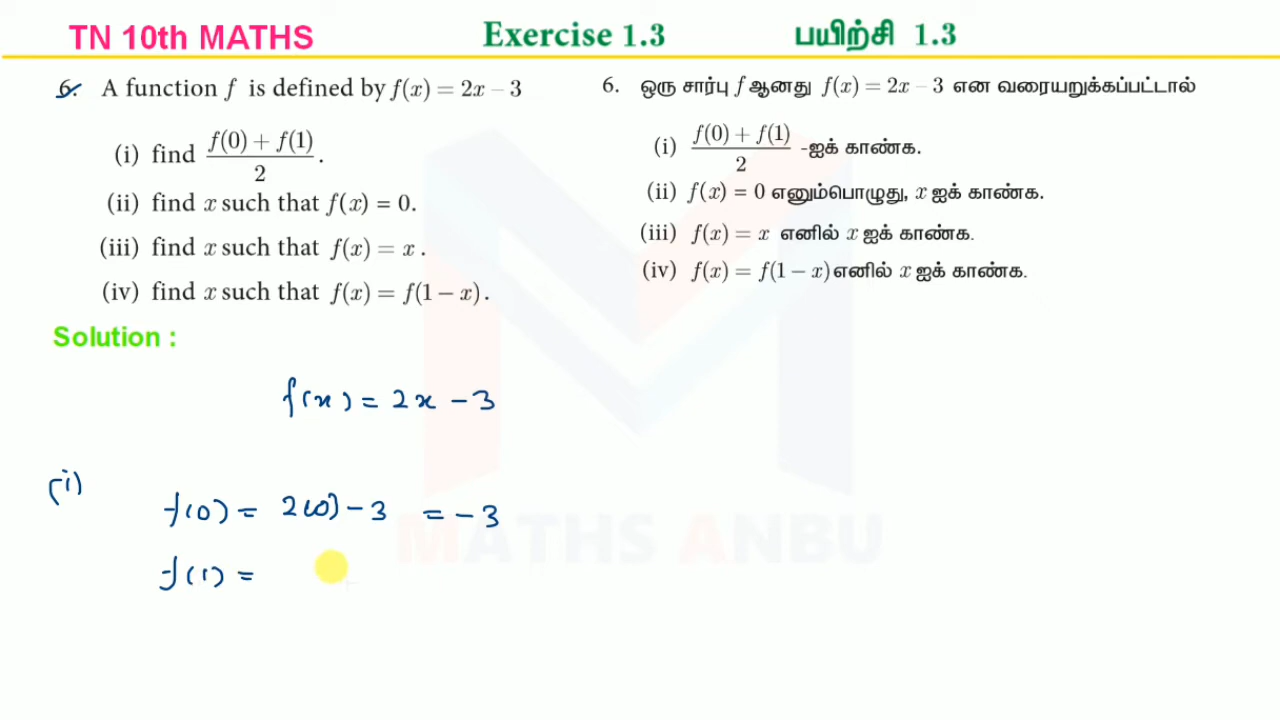 TN 10th MATHS Exercise 1.3 பயிற்சி 1.3
6. A function f is defined by f(x) = 2x – 3
(i) find f(0) + f(1) / 2 .
(ii) find x such that f(x) = 0.
(iii) find x such that f(x) = x .
(iv) find x such that f(x) = f(1 – x) .
6. ஒரு சார்பு f ஆனது f(x) = 2x – 3 என வரையறுக்கப்பட்டால்
(i) f(0) + f(1) / 2 -ஐக் காண்க.
(ii) f(x) = 0 எனும்பொழுது, x ஐக் காண்க.
(iii) f(x) = x எனில் x ஐக் காண்க.
(iv) f(x) = f(1 – x) எனில் x ஐக் காண்க.
Solution :
f(x) = 2x – 3
(i)
f(0) = 2(0) – 3 = – 3
f(1) =
MATHS ANBU